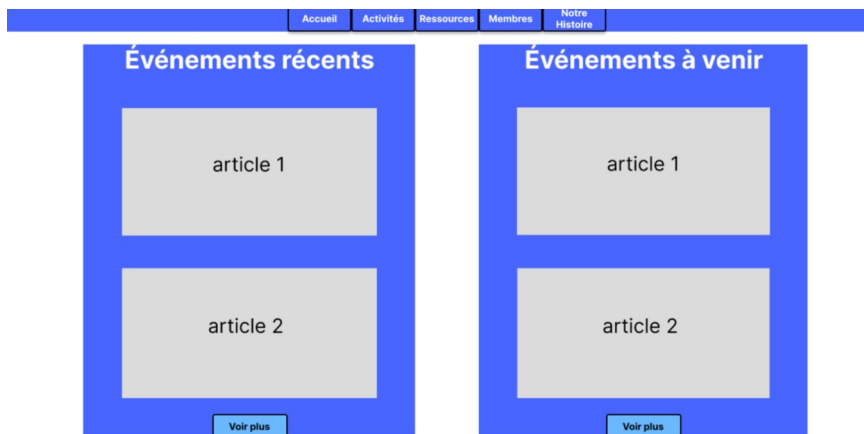 Accueil
Activités
Ressources
Membres
Notre
Histoire
Événements récents
article 1
article 2
Voir plus
Événements à venir
article 1
article 2
Voir plus